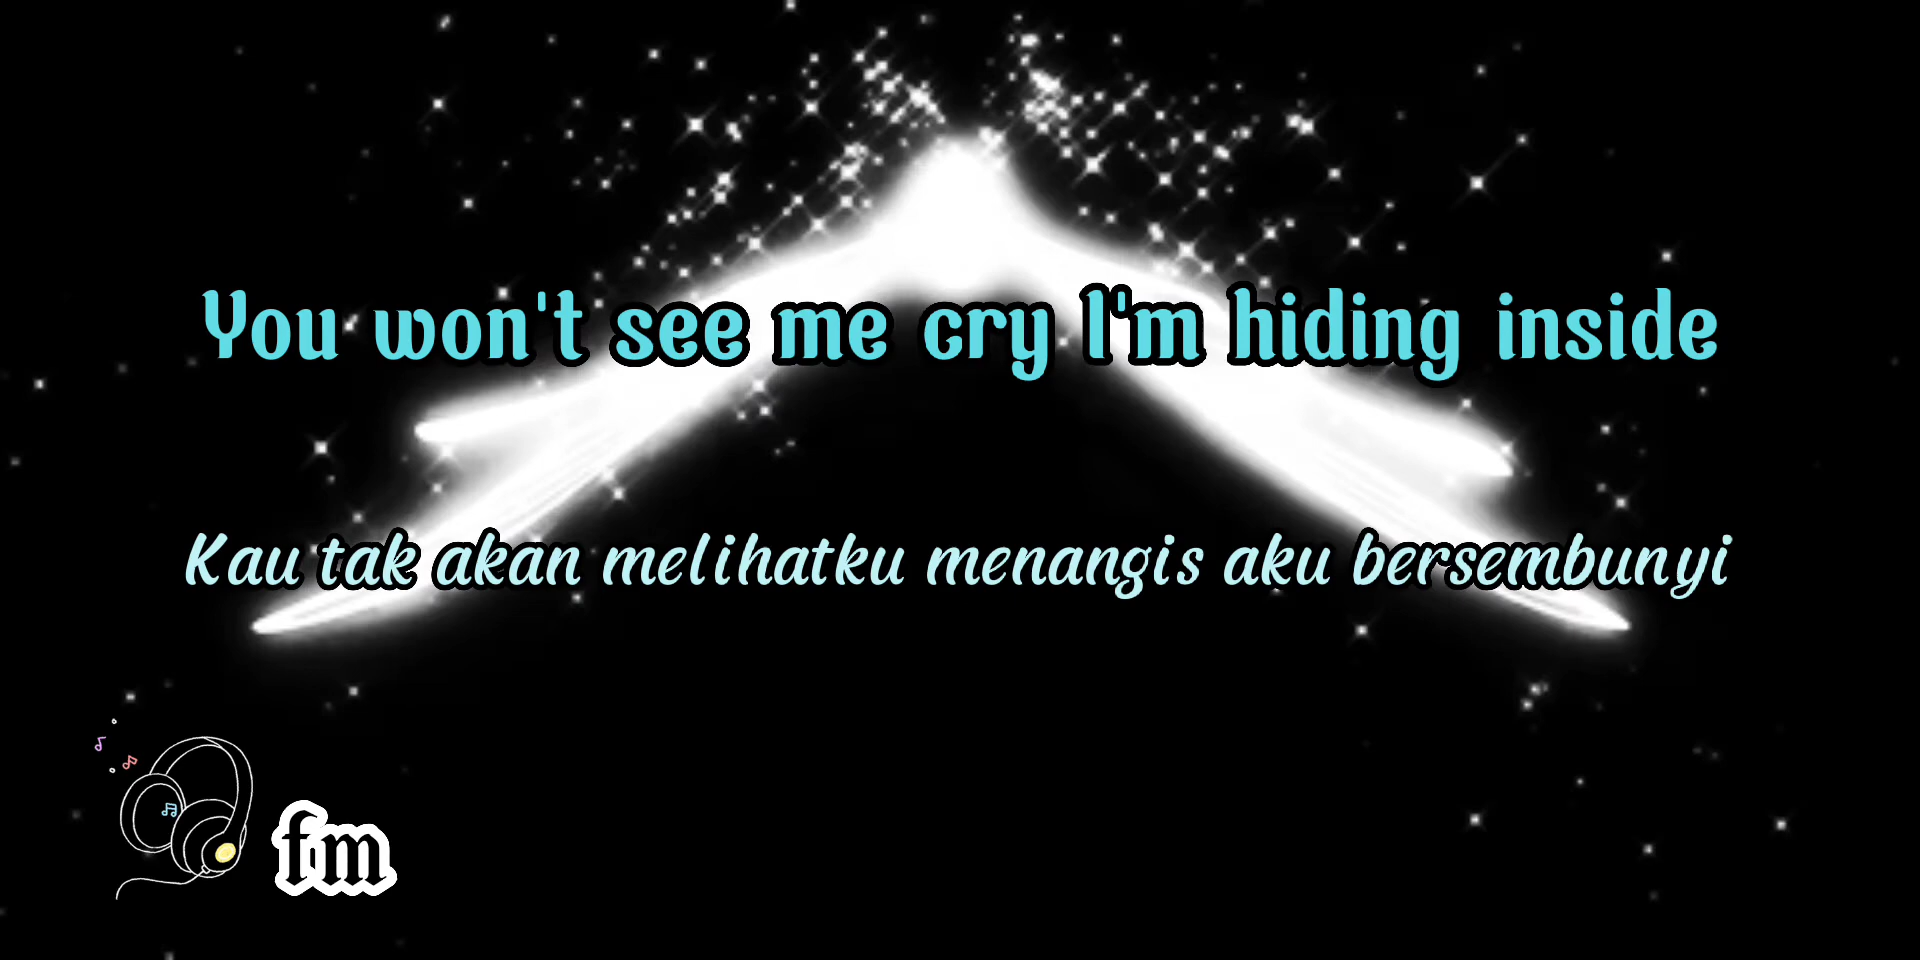 You won't see me cry I'm hiding inside
Kau tak akan melihatku menangis aku bersembunyi
fm